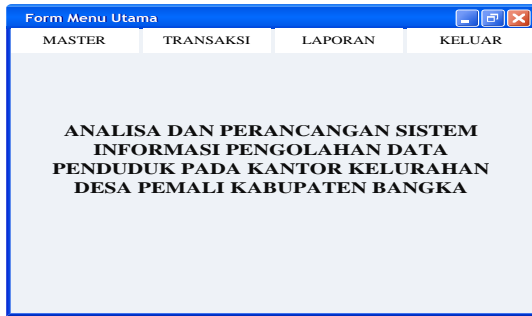 Form Menu Utama
MASTER TRANSAKSI LAPORAN KELUAR
ANALISA DAN PERANCANGAN SISTEM
INFORMASI PENGOLAHAN DATA
PENDUDUK PADA KANTOR KELURAHAN
DESA PEMALI KABUPATEN BANGKA